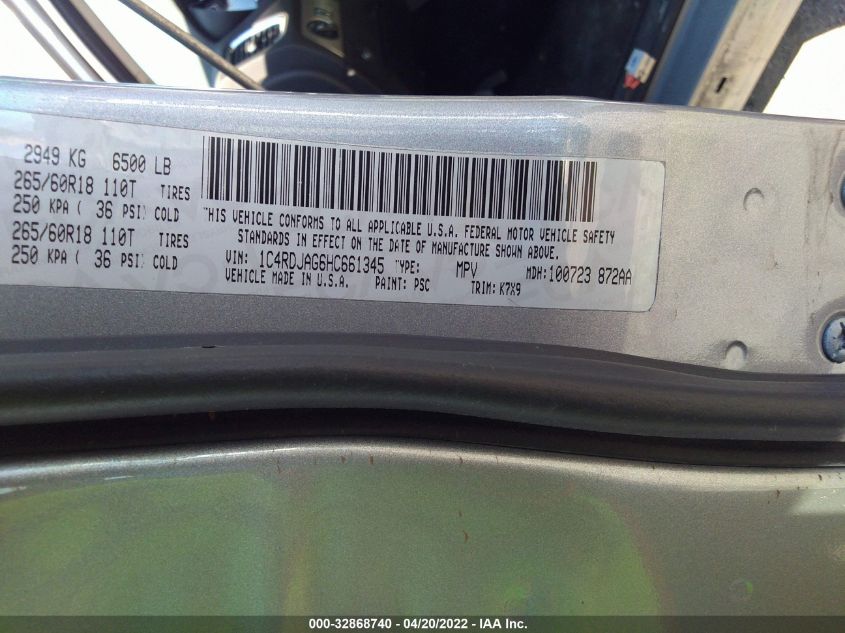 2949 KG 6500 LB
265/60R18 110T TIRES
250 KPA ( 36 PSI) COLD
265/60R18 110T TIRES
250 KPA ( 36 PSI) COLD
THIS VEHICLE CONFORMS TO ALL APPLICABLE U.S.A. FEDERAL MOTOR VEHICLE SAFETY
STANDARDS IN EFFECT ON THE DATE OF MANUFACTURE SHOWN ABOVE.
VIN: 1C4RDJAG6HC661345 TYPE: MPV MDH:100723 872AA
VEHICLE MADE IN U.S.A. PAINT: PSC TRIM: K7X9
000-32868740 - 04/20/2022 - IAA Inc.